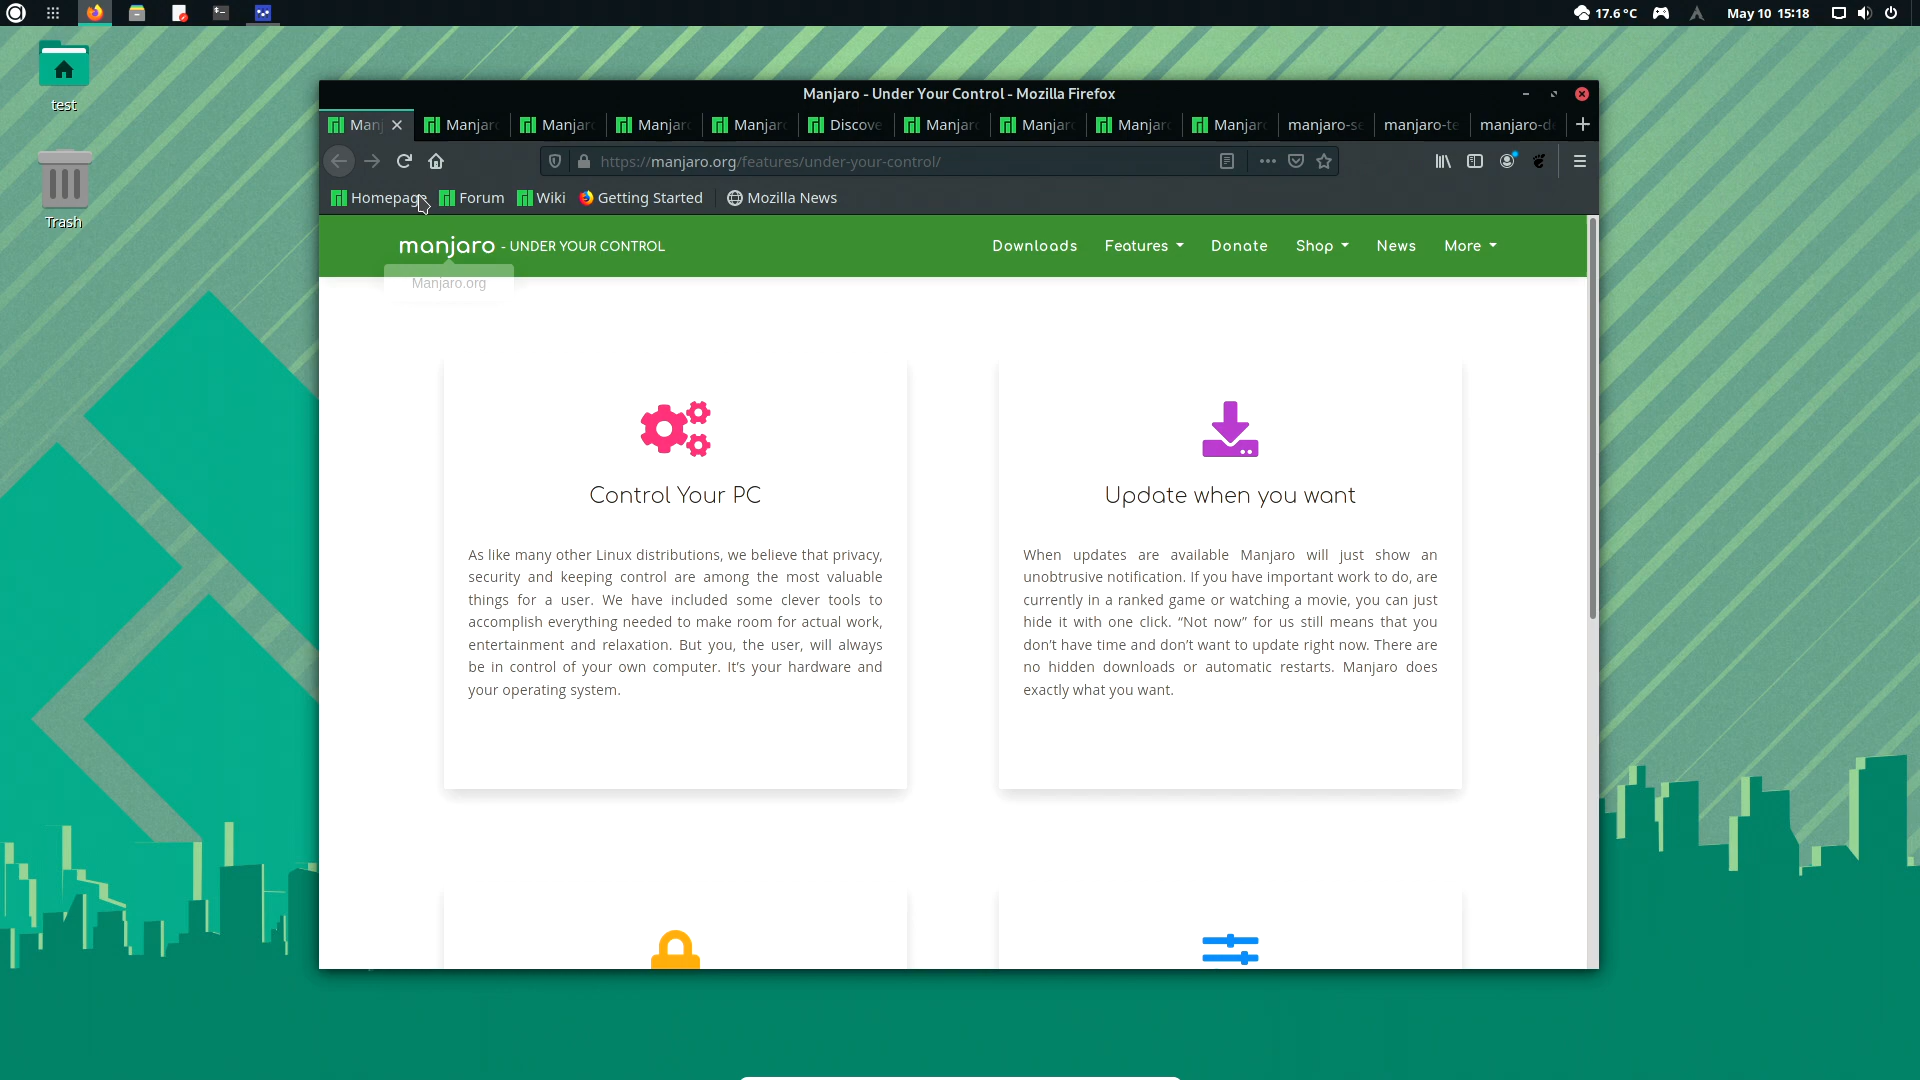 17.6 °C
May 10 15:18
test
Trash
Manjaro - Under Your Control - Mozilla Firefox
Manj Manjar Manjar Manjar Manjar Discove Manjar Manjar Manjar Manjar manjaro-se manjaro-te manjaro-d
https://manjaro.org/features/under-your-control/
Homepage Forum Wiki Getting Started Mozilla News
manjaro - UNDER YOUR CONTROL Downloads Features Donate Shop News More
Manjaro.org
Control Your PC
As like many other Linux distributions, we believe that privacy,
security and keeping control are among the most valuable
things for a user. We have included some clever tools to
accomplish everything needed to make room for actual work,
entertainment and relaxation. But you, the user, will always
be in control of your own computer. It's your hardware and
your operating system.
Update when you want
When updates are available Manjaro will just show an
unobtrusive notification. If you have important work to do, are
currently in a ranked game or watching a movie, you can just
hide it with one click. “Not now” for us still means that you
don't have time and don't want to update right now. There are
no hidden downloads or automatic restarts. Manjaro does
exactly what you want.